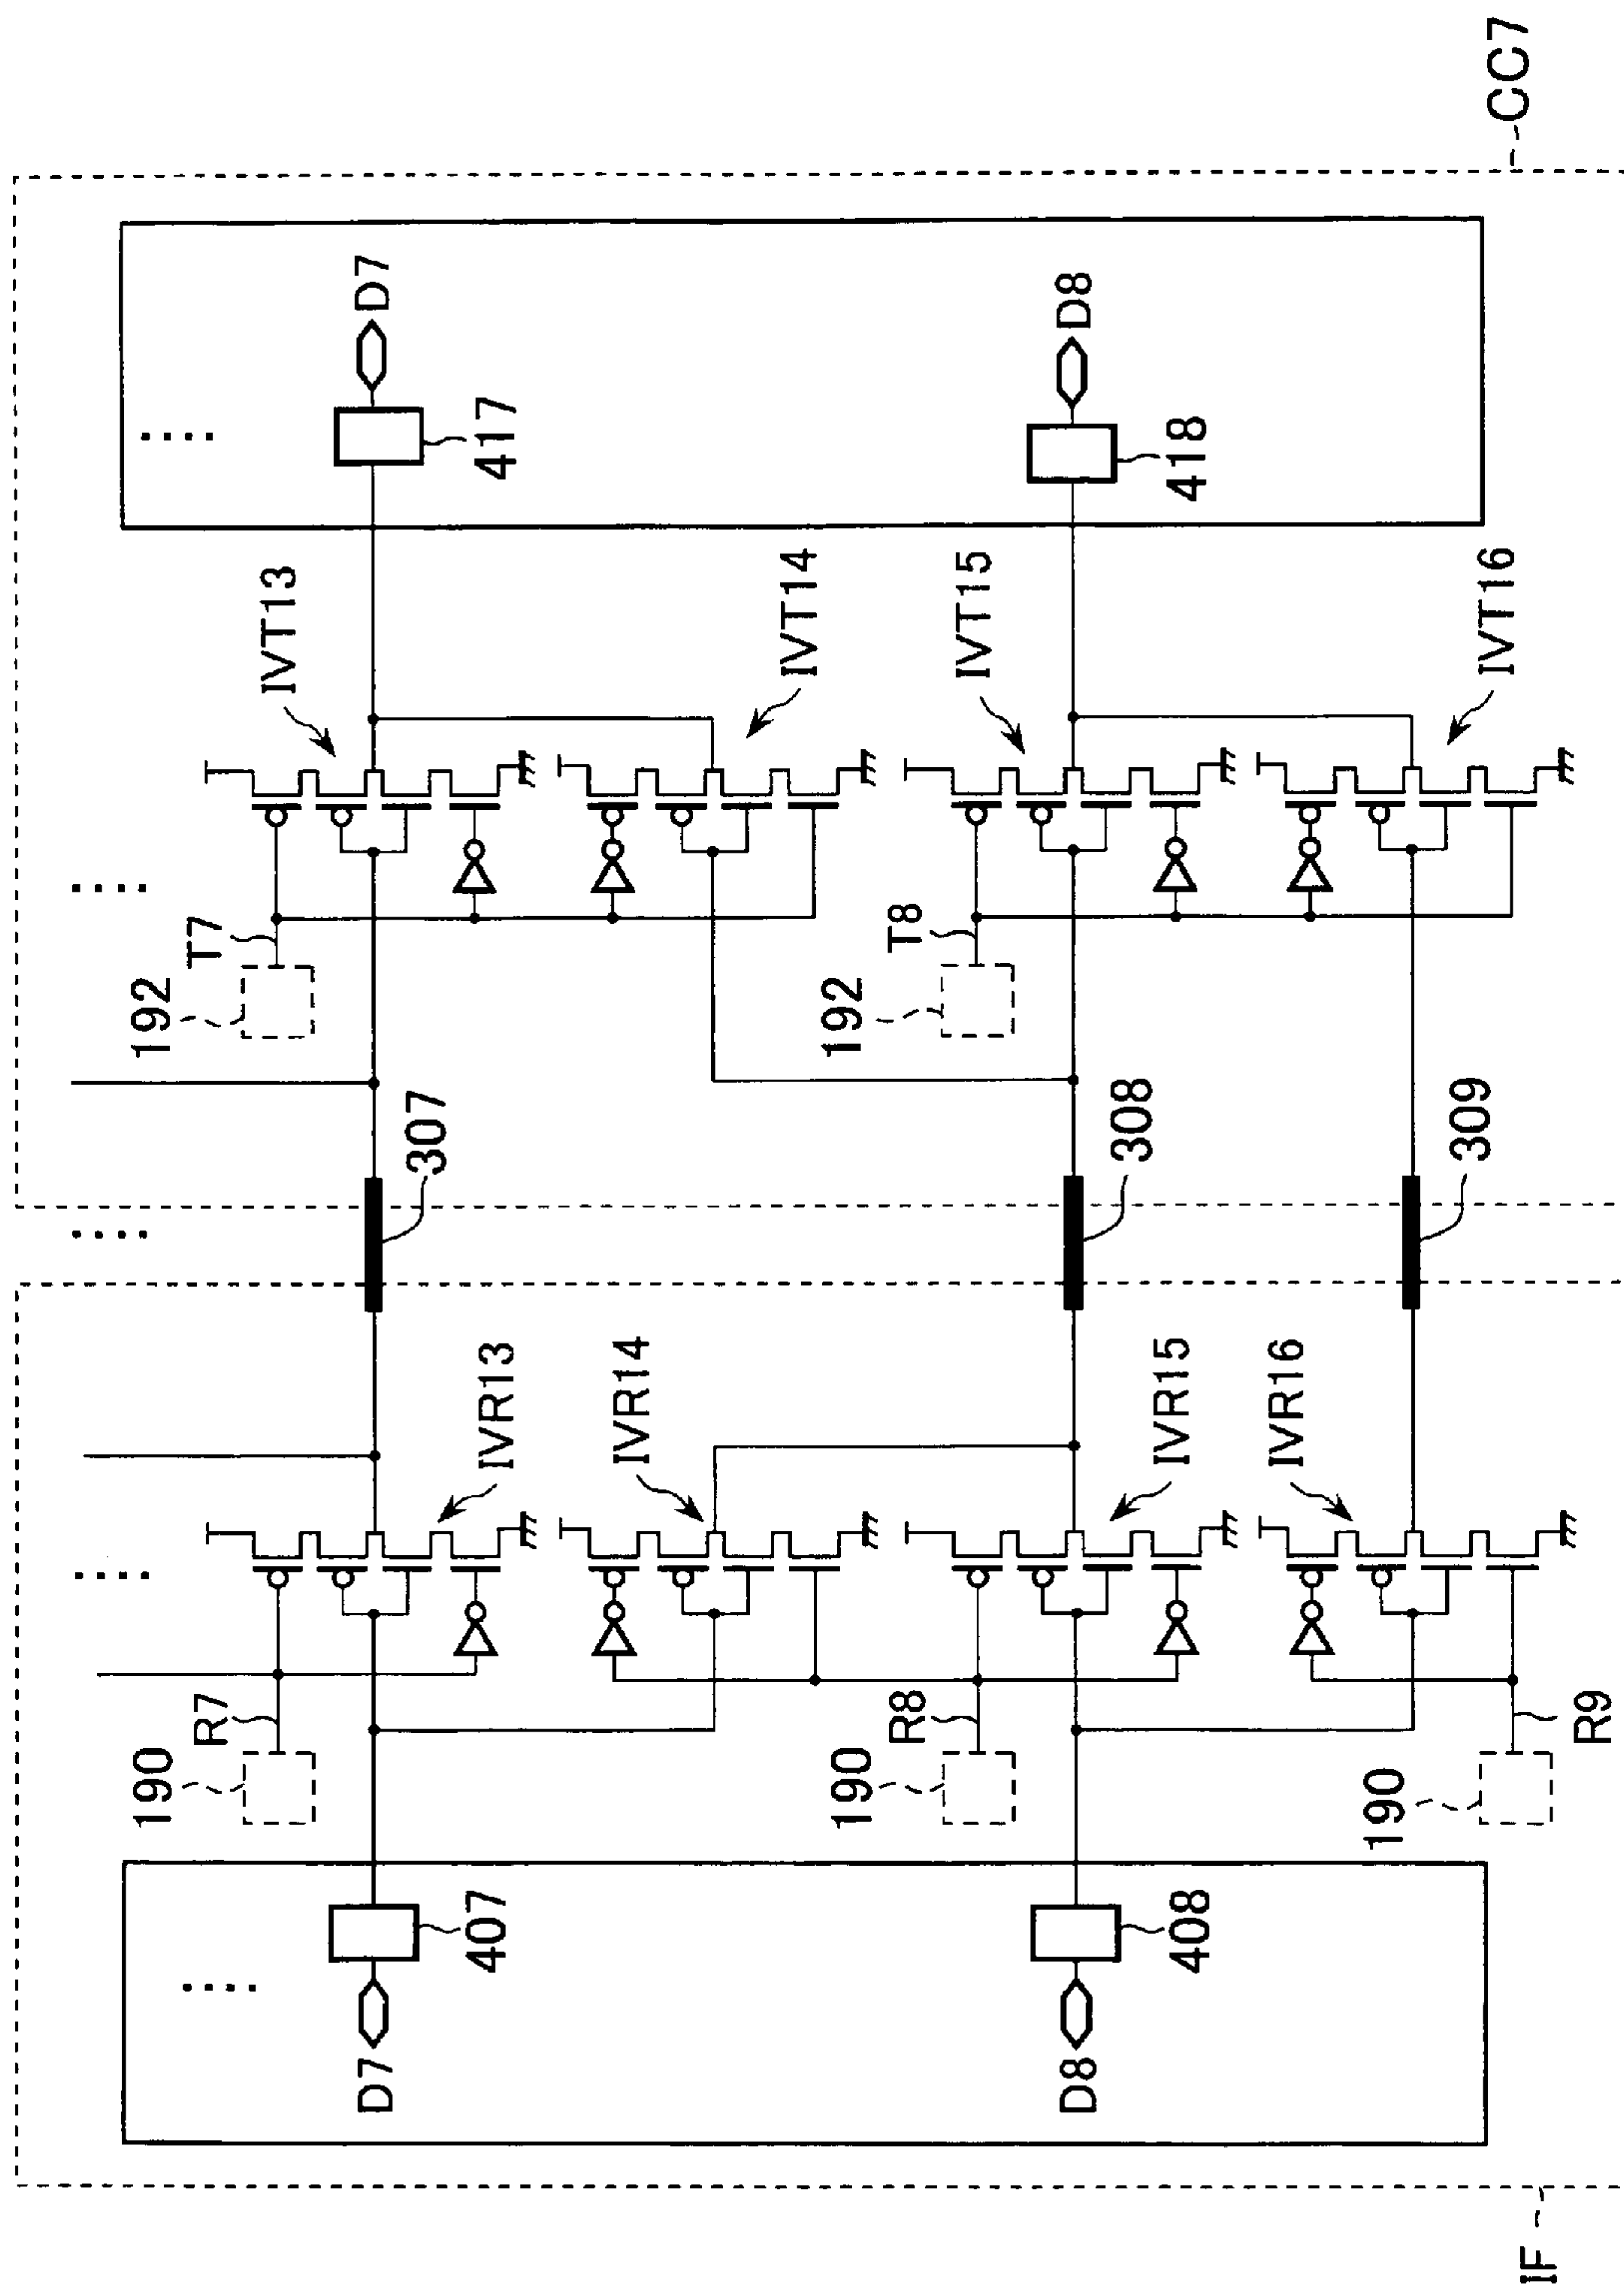 CC7
D7
417
D8
418
IVT13
IVT14
IVT15
IVT16
T7
192
T8
192
307
308
309
IVR13
IVR14
IVR15
IVR16
R7
190
R8
190
R9
190
407
D7
408
D8
IF